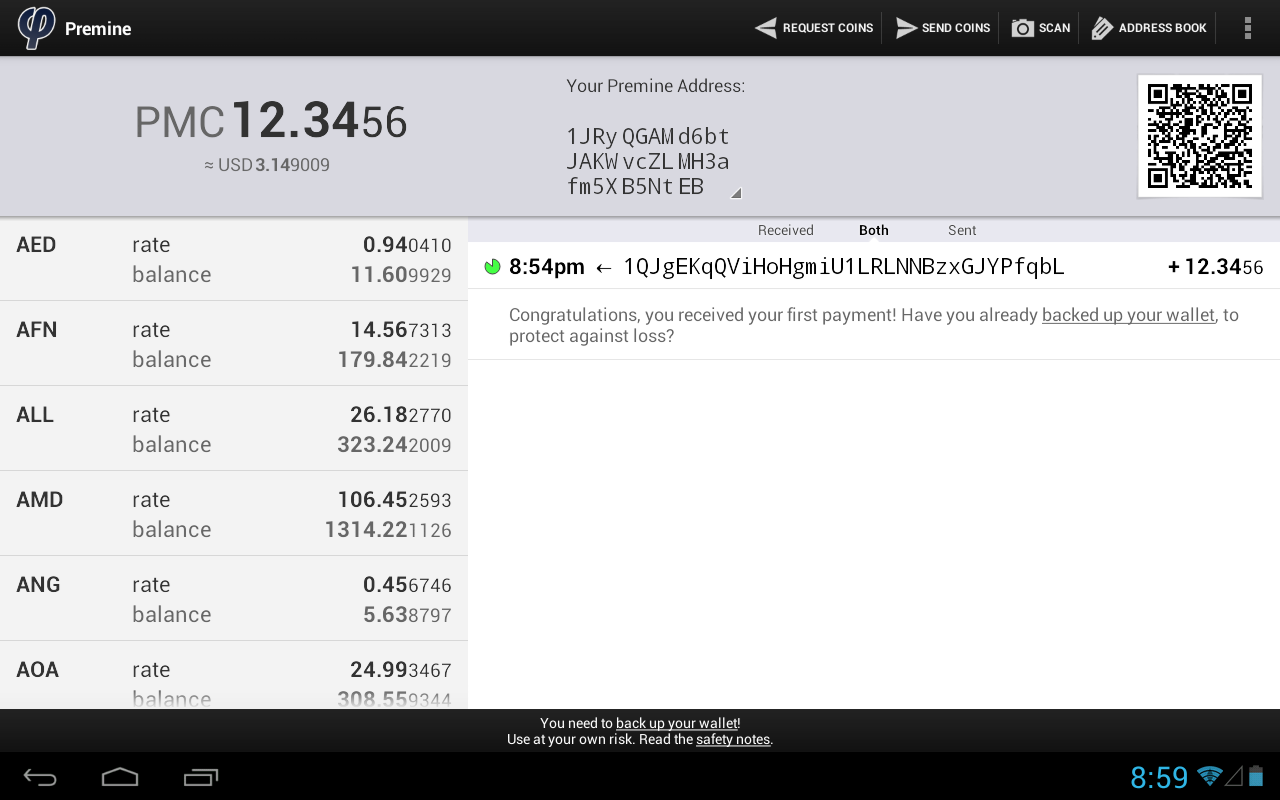 Premine
REQUEST COINS
SEND COINS
SCAN
ADDRESS BOOK
PMC 12.3456
≈ USD 3.149009
Your Premine Address:
1JRy QGAM d6bt
JAKW vcZL MH3a
fm5X B5Nt EB
AED rate 0.940410
balance 11.609929
AFN rate 14.567313
balance 179.842219
ALL rate 26.182770
balance 323.242009
AMD rate 106.452593
balance 1314.221126
ANG rate 0.456746
balance 5.638797
AOA rate 24.993467
balance 308.559344
Received Both Sent
8:54pm ← 1QJgEKqQViHoHgmiU1LRLNNBzxGJYPfqbL + 12.3456
Congratulations, you received your first payment! Have you already backed up your wallet, to
protect against loss?
You need to back up your wallet!
Use at your own risk. Read the safety notes.
8:59